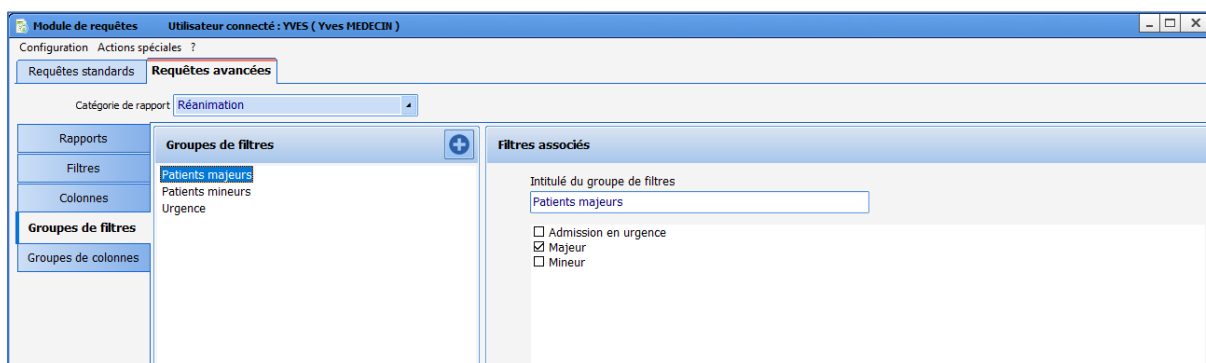 Module de requêtes Utilisateur connecté : YVES ( Yves MEDECIN )
Configuration Actions spéciales ?
Requêtes standards Requêtes avancées
Catégorie de rapport Réanimation
Rapports
Filtres
Colonnes
Groupes de filtres
Groupes de colonnes
Groupes de filtres
Patients majeurs
Patients mineurs
Urgence
Filtres associés
Intitulé du groupe de filtres
Patients majeurs
Admission en urgence
Majeur
Mineur